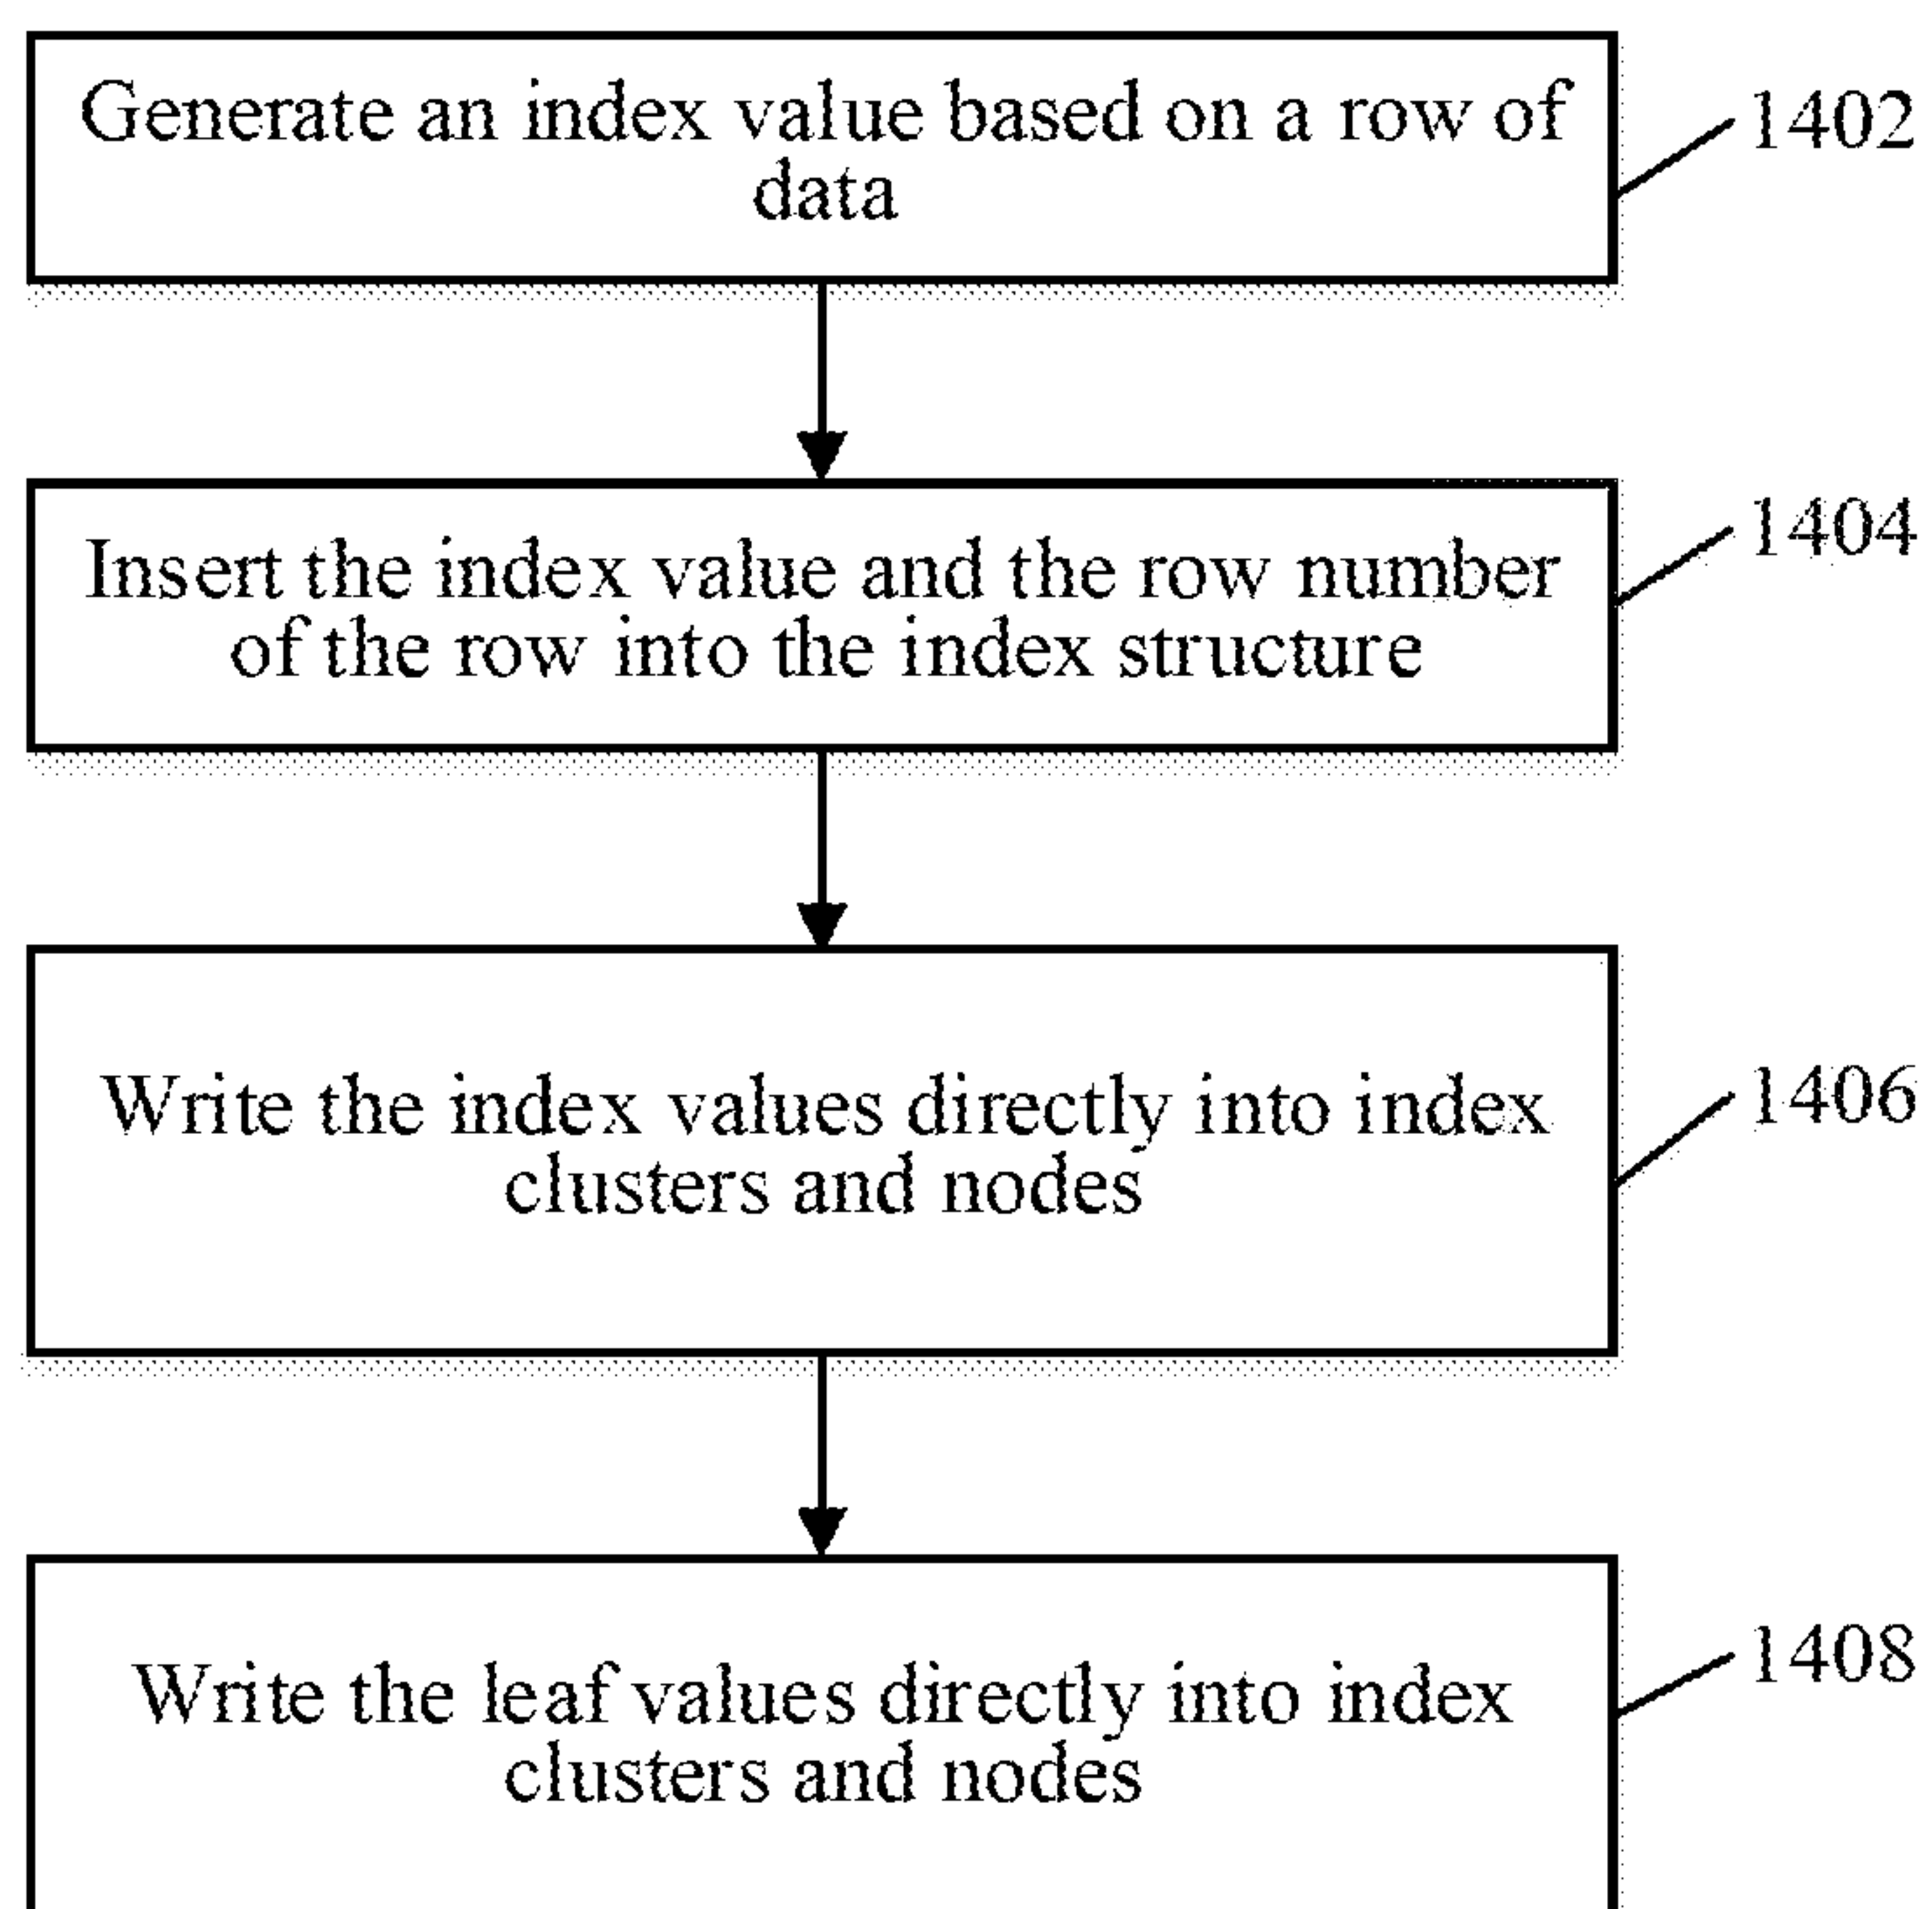 Generate an index value based on a row of
data
1402
Insert the index value and the row number
of the row into the index structure
1404
Write the index values directly into index
clusters and nodes
1406
Write the leaf values directly into index
clusters and nodes
1408